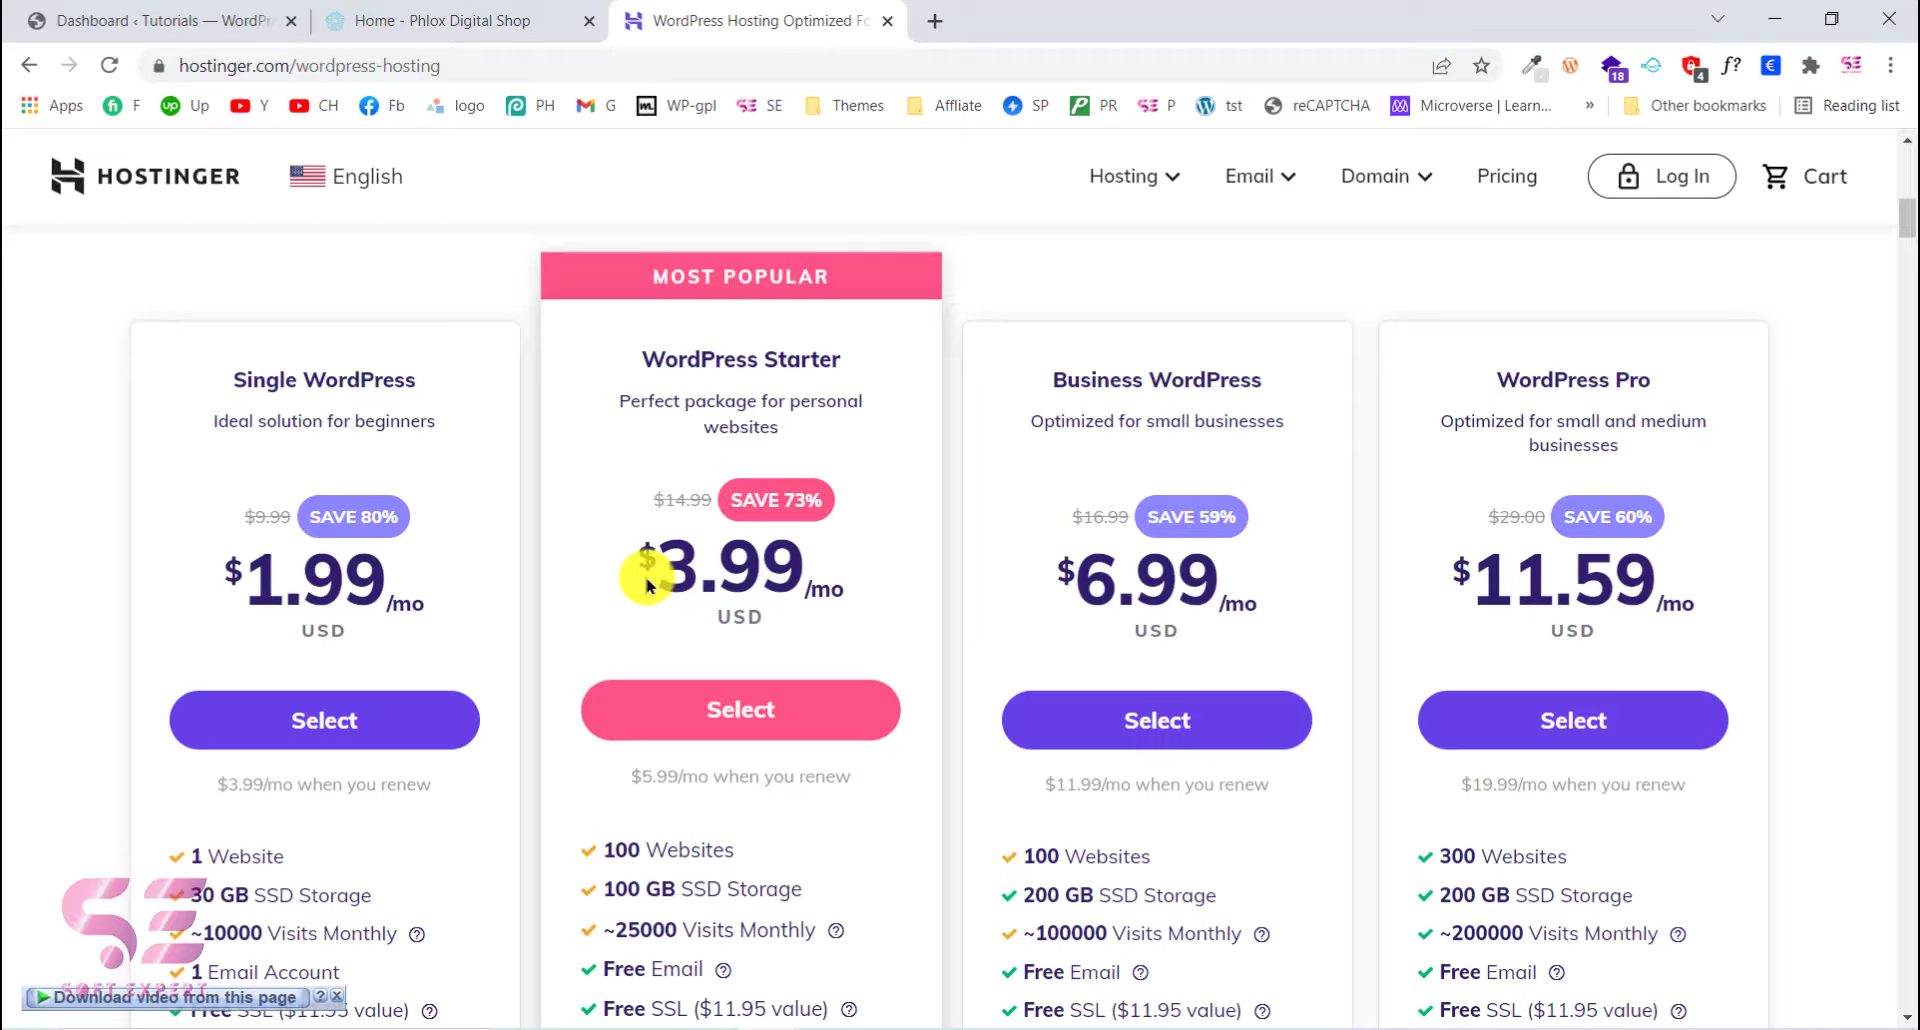 Dashboard ‹ Tutorials — WordPr
Home - Phlox Digital Shop
WordPress Hosting Optimized Fo
hostinger.com/wordpress-hosting
18
4
f?
Apps
F
Up
Y
CH
Fb
logo
PH
G
WP-gpl
SE
Themes
Affliate
SP
PR
P
tst
reCAPTCHA
Microverse | Learn...
»
Other bookmarks
Reading list
HOSTINGER
English
Hosting
Email
Domain
Pricing
Log In
Cart
MOST POPULAR
Single WordPress
Ideal solution for beginners
$9.99 SAVE 80%
$1.99/mo
USD
Select
$3.99/mo when you renew
1 Website
30 GB SSD Storage
~10000 Visits Monthly
1 Email Account
Free SSL ($11.95 value)
WordPress Starter
Perfect package for personal
websites
$14.99 SAVE 73%
$3.99/mo
USD
Select
$5.99/mo when you renew
100 Websites
100 GB SSD Storage
~25000 Visits Monthly
Free Email
Free SSL ($11.95 value)
Business WordPress
Optimized for small businesses
$16.99 SAVE 59%
$6.99/mo
USD
Select
$11.99/mo when you renew
100 Websites
200 GB SSD Storage
~100000 Visits Monthly
Free Email
Free SSL ($11.95 value)
WordPress Pro
Optimized for small and medium
businesses
$29.00 SAVE 60%
$11.59/mo
USD
Select
$19.99/mo when you renew
300 Websites
200 GB SSD Storage
~200000 Visits Monthly
Free Email
Free SSL ($11.95 value)
SE
SOFT EXPERT
Download video from this page